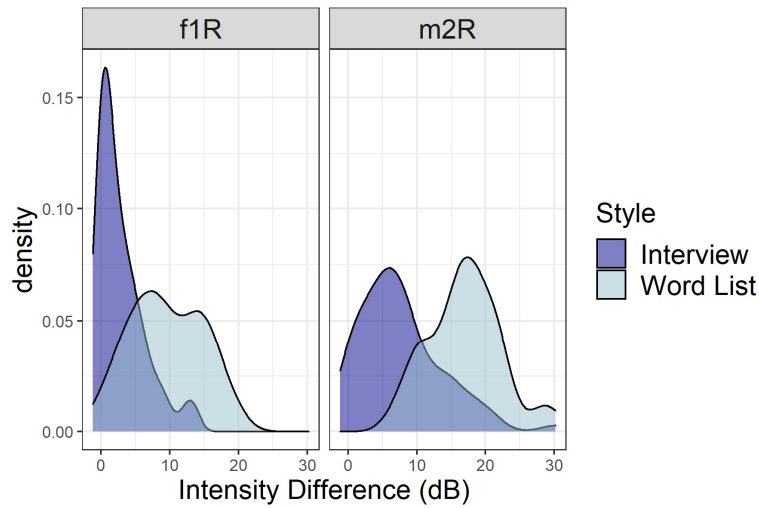 f1R m2R
0.15
0.10
0.05
0.00
0 10 20 30 0 10 20 30
density
Intensity Difference (dB)
Style
Interview
Word List